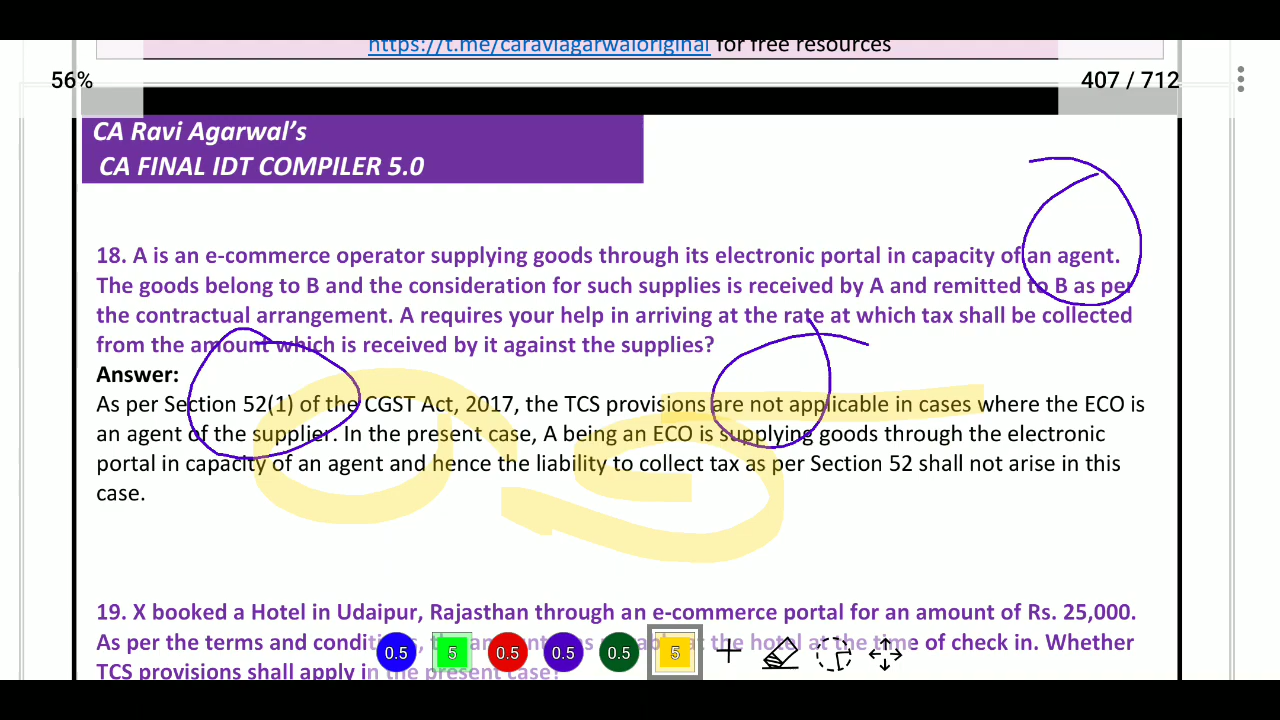 https://t.me/caraviagarwaloriginal for free resources
56%
407 / 712
CA Ravi Agarwal’s
CA FINAL IDT COMPILER 5.0
18. A is an e-commerce operator supplying goods through its electronic portal in capacity of an agent.
The goods belong to B and the consideration for such supplies is received by A and remitted to B as per
the contractual arrangement. A requires your help in arriving at the rate at which tax shall be collected
from the amount which is received by it against the supplies?
Answer:
As per Section 52(1) of the CGST Act, 2017, the TCS provisions are not applicable in cases where the ECO is
an agent of the supplier. In the present case, A being an ECO is supplying goods through the electronic
portal in capacity of an agent and hence the liability to collect tax as per Section 52 shall not arise in this
case.
19. X booked a Hotel in Udaipur, Rajasthan through an e-commerce portal for an amount of Rs. 25,000.
As per the terms and conditions, the at the hotel at the time of check in. Whether
TCS provisions shall apply in the present case?
0.5 5 0.5 0.5 0.5 5